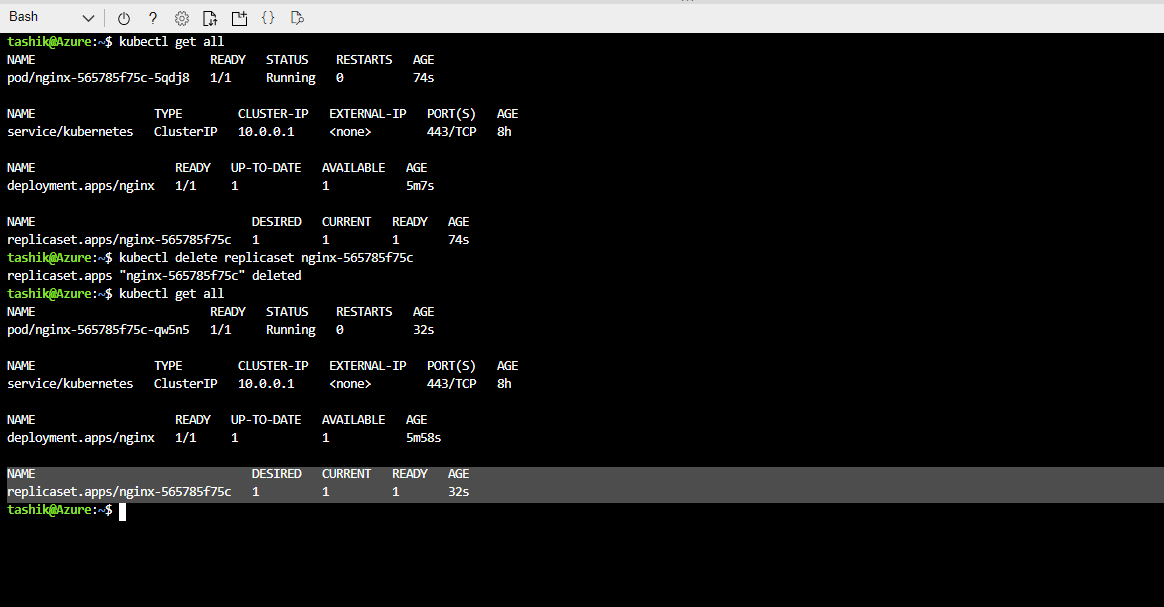 Bash
tashik@Azure:~$ kubectl get all
NAME READY STATUS RESTARTS AGE
pod/nginx-565785f75c-5qdj8 1/1 Running 0 74s
NAME TYPE CLUSTER-IP EXTERNAL-IP PORT(S) AGE
service/kubernetes ClusterIP 10.0.0.1 <none> 443/TCP 8h
NAME READY UP-TO-DATE AVAILABLE AGE
deployment.apps/nginx 1/1 1 1 5m7s
NAME DESIRED CURRENT READY AGE
replicaset.apps/nginx-565785f75c 1 1 1 74s
tashik@Azure:~$ kubectl delete replicaset nginx-565785f75c
replicaset.apps "nginx-565785f75c" deleted
tashik@Azure:~$ kubectl get all
NAME READY STATUS RESTARTS AGE
pod/nginx-565785f75c-qw5n5 1/1 Running 0 32s
NAME TYPE CLUSTER-IP EXTERNAL-IP PORT(S) AGE
service/kubernetes ClusterIP 10.0.0.1 <none> 443/TCP 8h
NAME READY UP-TO-DATE AVAILABLE AGE
deployment.apps/nginx 1/1 1 1 5m58s
NAME DESIRED CURRENT READY AGE
replicaset.apps/nginx-565785f75c 1 1 1 32s
tashik@Azure:~$